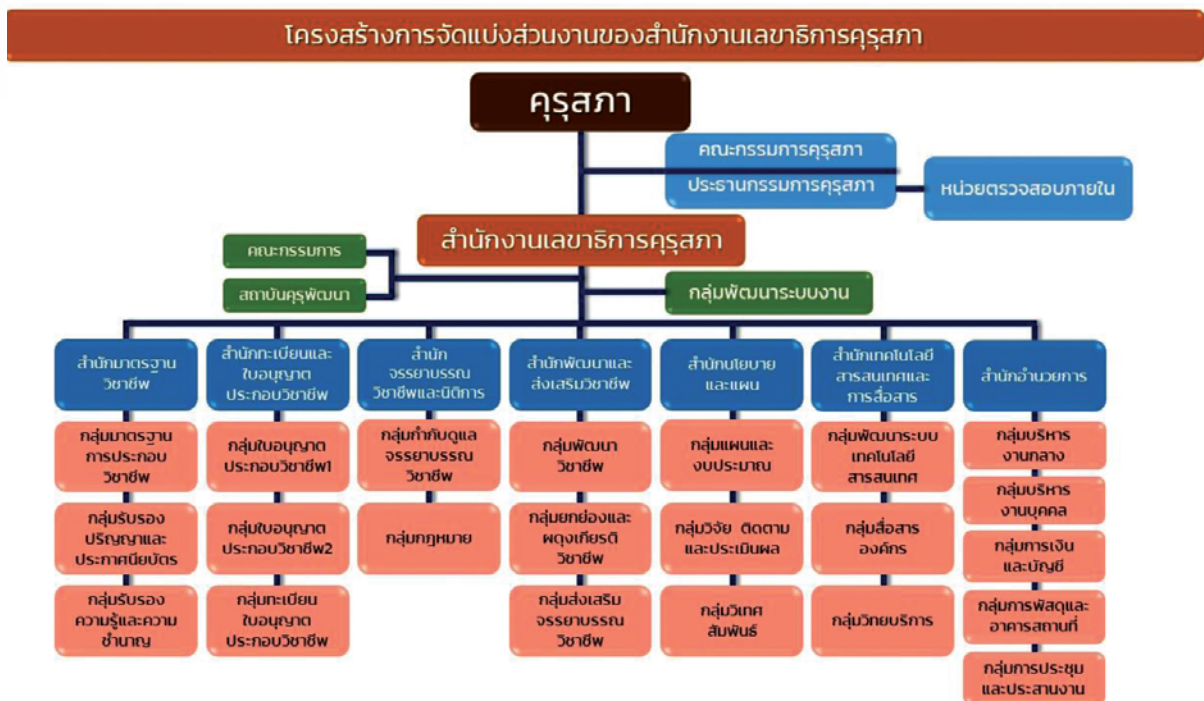 โครงสร้างการจัดแบ่งส่วนงานของสำนักงานเลขาธิการคุรุสภา
คุรุสภา
คณะกรรมการคุรุสภา
ประธานกรรมการคุรุสภา
หน่วยตรวจสอบภายใน
สำนักงานเลขาธิการคุรุสภา
คณะกรรมการ
สถาบันคุรุพัฒนา
กลุ่มพัฒนาระบบงาน
สำนักมาตรฐาน
วิชาชีพ
กลุ่มมาตรฐาน
การประกอบ
วิชาชีพ
กลุ่มรับรอง
ปริญญาและ
ประกาศนียบัตร
กลุ่มรับรอง
ความรู้และความ
ชำนาญ
สำนักทะเบียนและ
ใบอนุญาต
ประกอบวิชาชีพ
กลุ่มใบอนุญาต
ประกอบวิชาชีพ1
กลุ่มใบอนุญาต
ประกอบวิชาชีพ2
กลุ่มทะเบียน
ใบอนุญาต
ประกอบวิชาชีพ
สำนัก
จรรยาบรรณ
วิชาชีพและนิติการ
กลุ่มกำกับดูแล
จรรยาบรรณ
วิชาชีพ
กลุ่มกฎหมาย
สำนักพัฒนาและ
ส่งเสริมวิชาชีพ
กลุ่มพัฒนา
วิชาชีพ
กลุ่มยกย่องและ
ผดุงเกียรติ
วิชาชีพ
กลุ่มส่งเสริม
จรรยาบรรณ
วิชาชีพ
สำนักนโยบาย
และแผน
กลุ่มแผนและ
งบประมาณ
กลุ่มวิจัย ติดตาม
และประเมินผล
กลุ่มวิเทศ
สัมพันธ์
สำนักเทคโนโลยี
สารสนเทศและ
การสื่อสาร
กลุ่มพัฒนาระบบ
เทคโนโลยี
สารสนเทศ
กลุ่มสื่อสาร
องค์กร
กลุ่มวิทยบริการ
สำนักอำนวยการ
กลุ่มบริหาร
งานกลาง
กลุ่มบริหาร
งานบุคคล
กลุ่มการเงิน
และบัญชี
กลุ่มการพัสดุและ
อาคารสถานที่
กลุ่มการประชุม
และประสานงาน